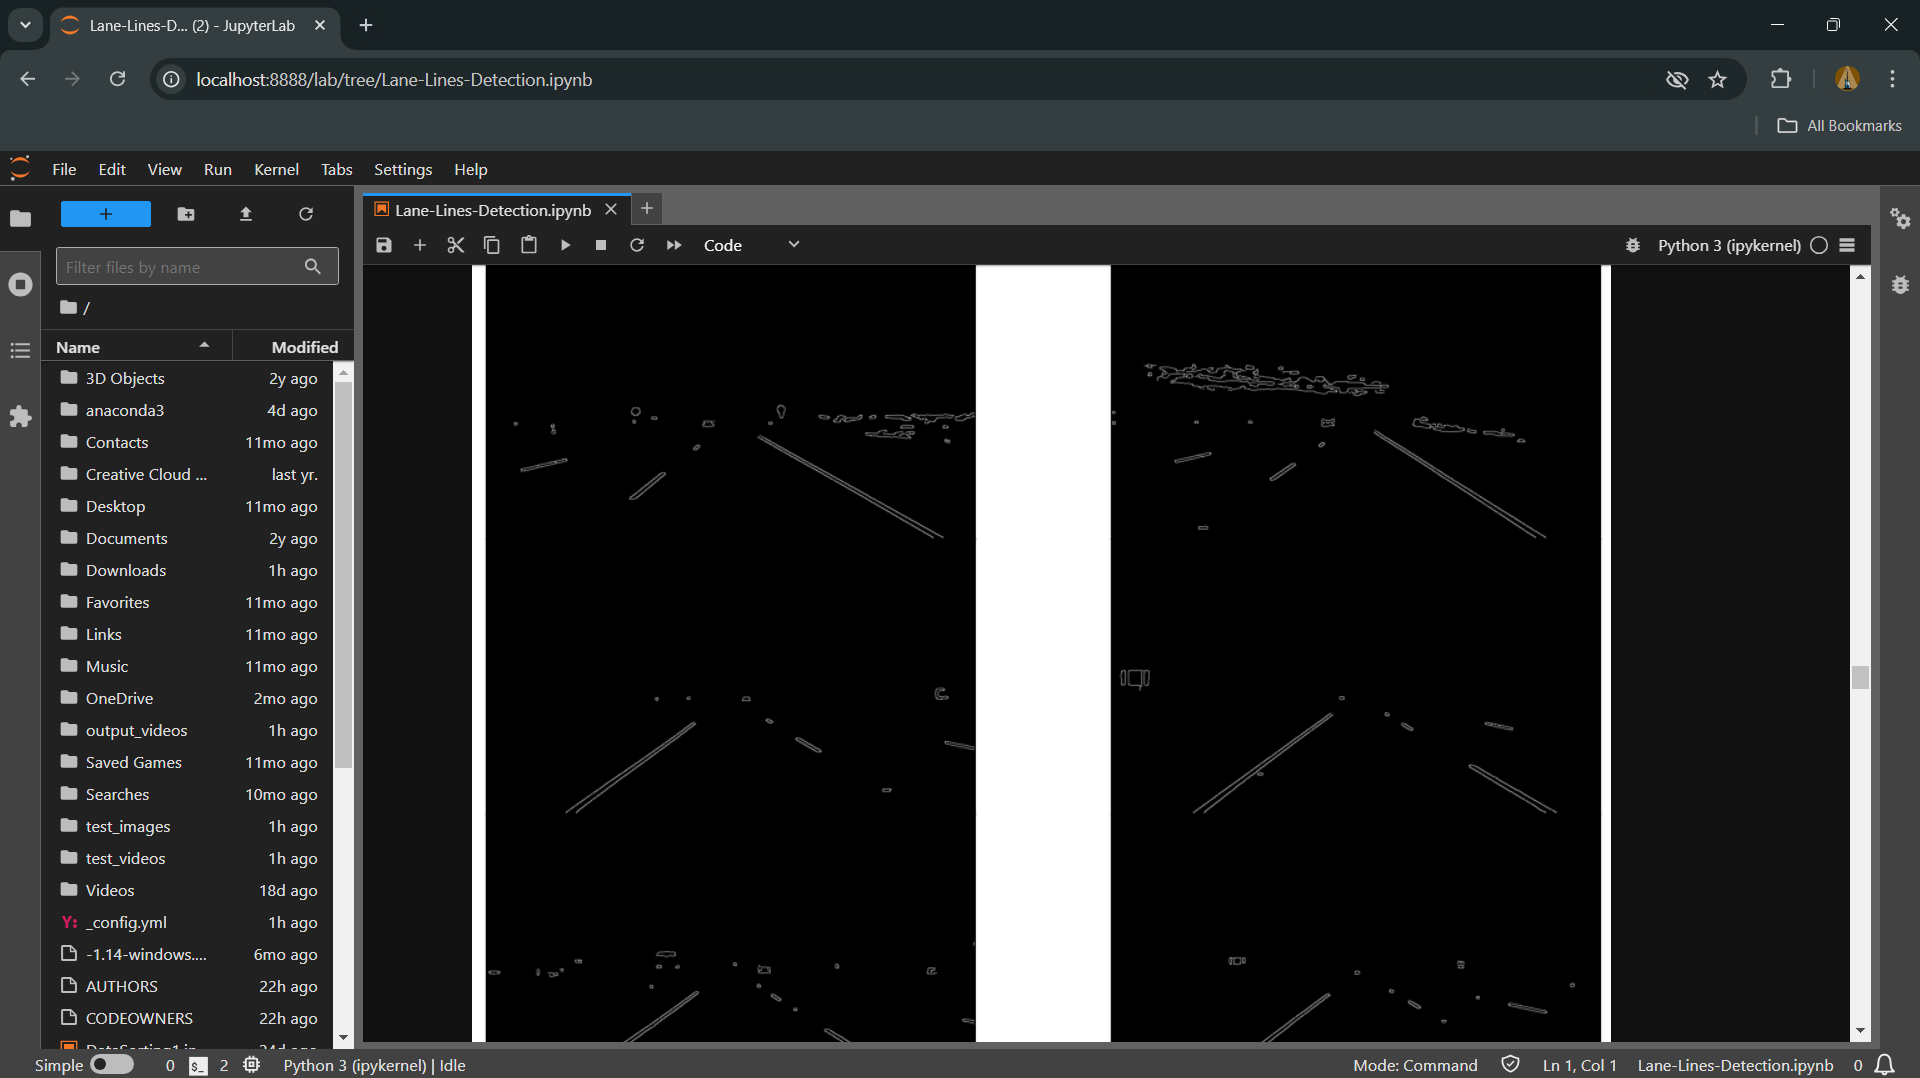 Lane-Lines-D... (2) - JupyterLab
localhost:8888/lab/tree/Lane-Lines-Detection.ipynb
All Bookmarks
File Edit View Run Kernel Tabs Settings Help
+
Lane-Lines-Detection.ipynb
Code
Python 3 (ipykernel)
Filter files by name
/
Name Modified
3D Objects 2y ago
anaconda3 4d ago
Contacts 11mo ago
Creative Cloud ... last yr.
Desktop 11mo ago
Documents 2y ago
Downloads 1h ago
Favorites 11mo ago
Links 11mo ago
Music 11mo ago
OneDrive 2mo ago
output_videos 1h ago
Saved Games 11mo ago
Searches 10mo ago
test_images 1h ago
test_videos 1h ago
Videos 18d ago
Y: _config.yml 1h ago
-1.14-windows.... 6mo ago
AUTHORS 22h ago
CODEOWNERS 22h ago
Simple 0 $_ 2 Python 3 (ipykernel) | Idle Mode: Command Ln 1, Col 1 Lane-Lines-Detection.ipynb 0